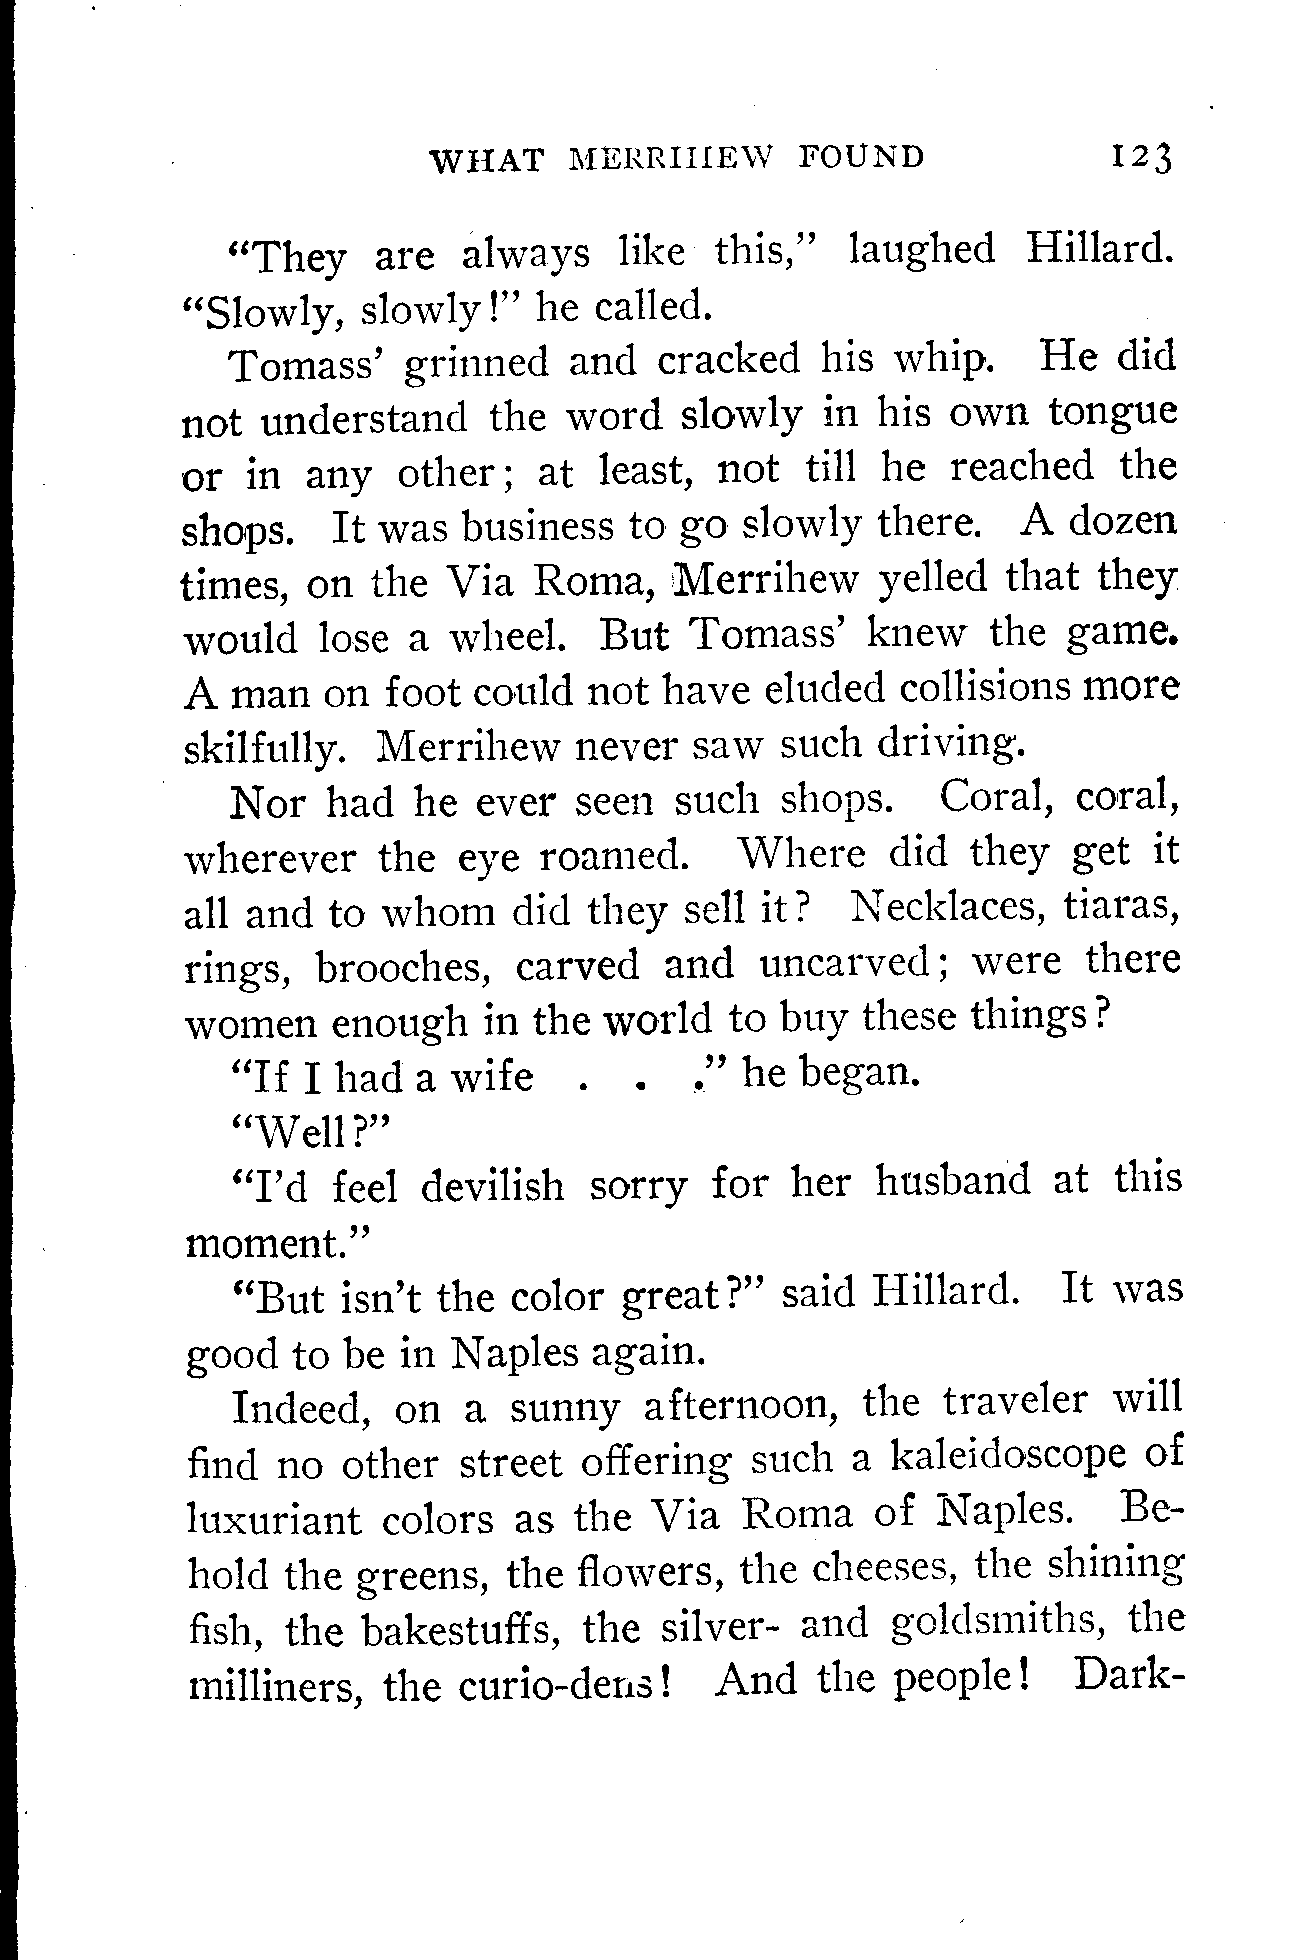 WHAT MERRIHEW FOUND 123
“They are always like this,” laughed Hillard.
“Slowly, slowly!” he called.
Tomass’ grinned and cracked his whip. He did
not understand the word slowly in his own tongue
or in any other; at least, not till he reached the
shops. It was business to go slowly there. A dozen
times, on the Via Roma, Merrihew yelled that they
would lose a wheel. But Tomass’ knew the game.
A man on foot could not have eluded collisions more
skilfully. Merrihew never saw such driving.
Nor had he ever seen such shops. Coral, coral,
wherever the eye roamed. Where did they get it
all and to whom did they sell it? Necklaces, tiaras,
rings, brooches, carved and uncarved; were there
women enough in the world to buy these things?
“If I had a wife . . .” he began.
“Well?”
“I’d feel devilish sorry for her husband at this
moment.”
“But isn’t the color great?” said Hillard. It was
good to be in Naples again.
Indeed, on a sunny afternoon, the traveler will
find no other street offering such a kaleidoscope of
luxuriant colors as the Via Roma of Naples. Be-
hold the greens, the flowers, the cheeses, the shining
fish, the bakestuffs, the silver- and goldsmiths, the
milliners, the curio-dens! And the people! Dark-